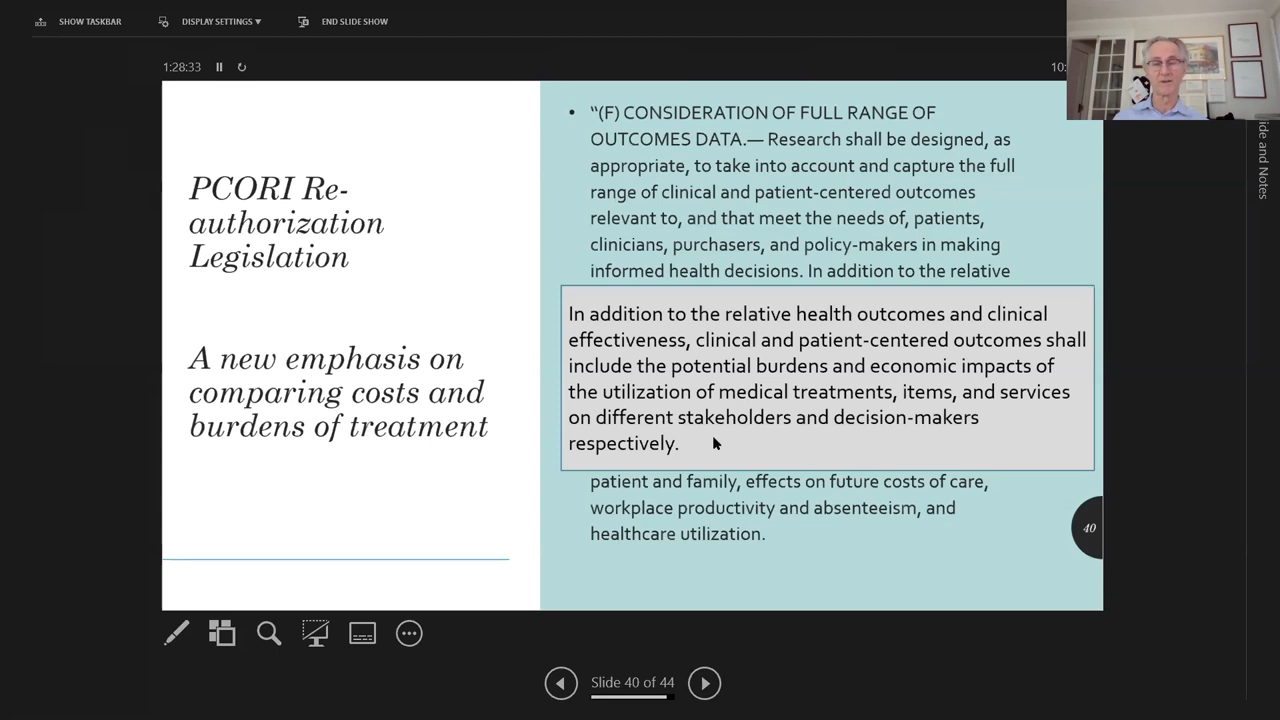 SHOW TASKBAR
DISPLAY SETTINGS ▼
END SLIDE SHOW
1:28:33
10:
PCORI Re-
authorization
Legislation
A new emphasis on
comparing costs and
burdens of treatment
• “(F) CONSIDERATION OF FULL RANGE OF
OUTCOMES DATA.— Research shall be designed, as
appropriate, to take into account and capture the full
range of clinical and patient-centered outcomes
relevant to, and that meet the needs of, patients,
clinicians, purchasers, and policy-makers in making
informed health decisions. In addition to the relative
In addition to the relative health outcomes and clinical
effectiveness, clinical and patient-centered outcomes shall
include the potential burdens and economic impacts of
the utilization of medical treatments, items, and services
on different stakeholders and decision-makers
respectively.
patient and family, effects on future costs of care,
workplace productivity and absenteeism, and
healthcare utilization.
40
ide and Notes
Slide 40 of 44